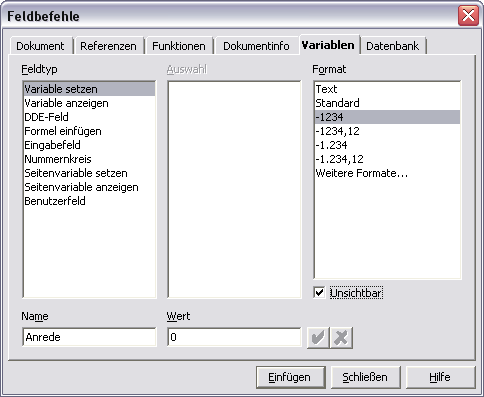 Feldbefehle
Dokument Referenzen Funktionen Dokumentinfo Variablen Datenbank
Feldtyp
Auswahl
Format
Variable setzen
Variable anzeigen
DDE-Feld
Formel einfügen
Eingabefeld
Nummernkreis
Seitenvariable setzen
Seitenvariable anzeigen
Benutzerfeld
Text
Standard
-1234
-1234,12
-1.234
-1.234,12
Weitere Formate...
Unsichtbar
Name
Wert
Anrede
0
Einfügen Schließen Hilfe